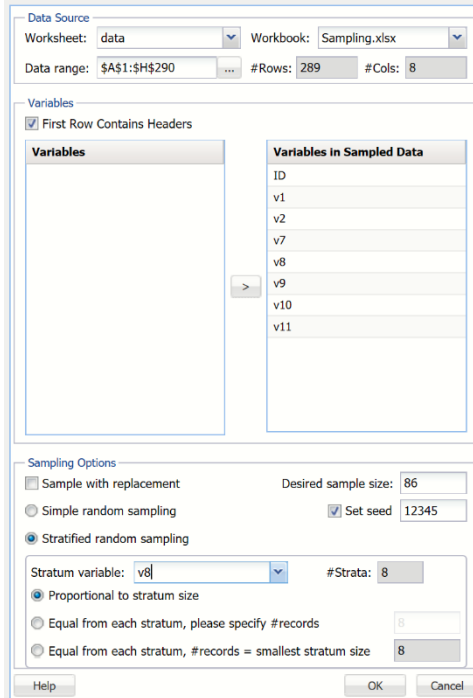 Data Source
Worksheet: data Workbook: Sampling.xlsx
Data range: $A$1:$H$290 ... #Rows: 289 #Cols: 8
Variables
First Row Contains Headers
Variables Variables in Sampled Data
ID
v1
v2
v7
v8
v9
>
v10
v11
Sampling Options
Sample with replacement Desired sample size: 86
Simple random sampling Set seed 12345
Stratified random sampling
Stratum variable: v8 #Strata: 8
Proportional to stratum size
Equal from each stratum, please specify #records 8
Equal from each stratum, #records = smallest stratum size 8
Help OK Cancel